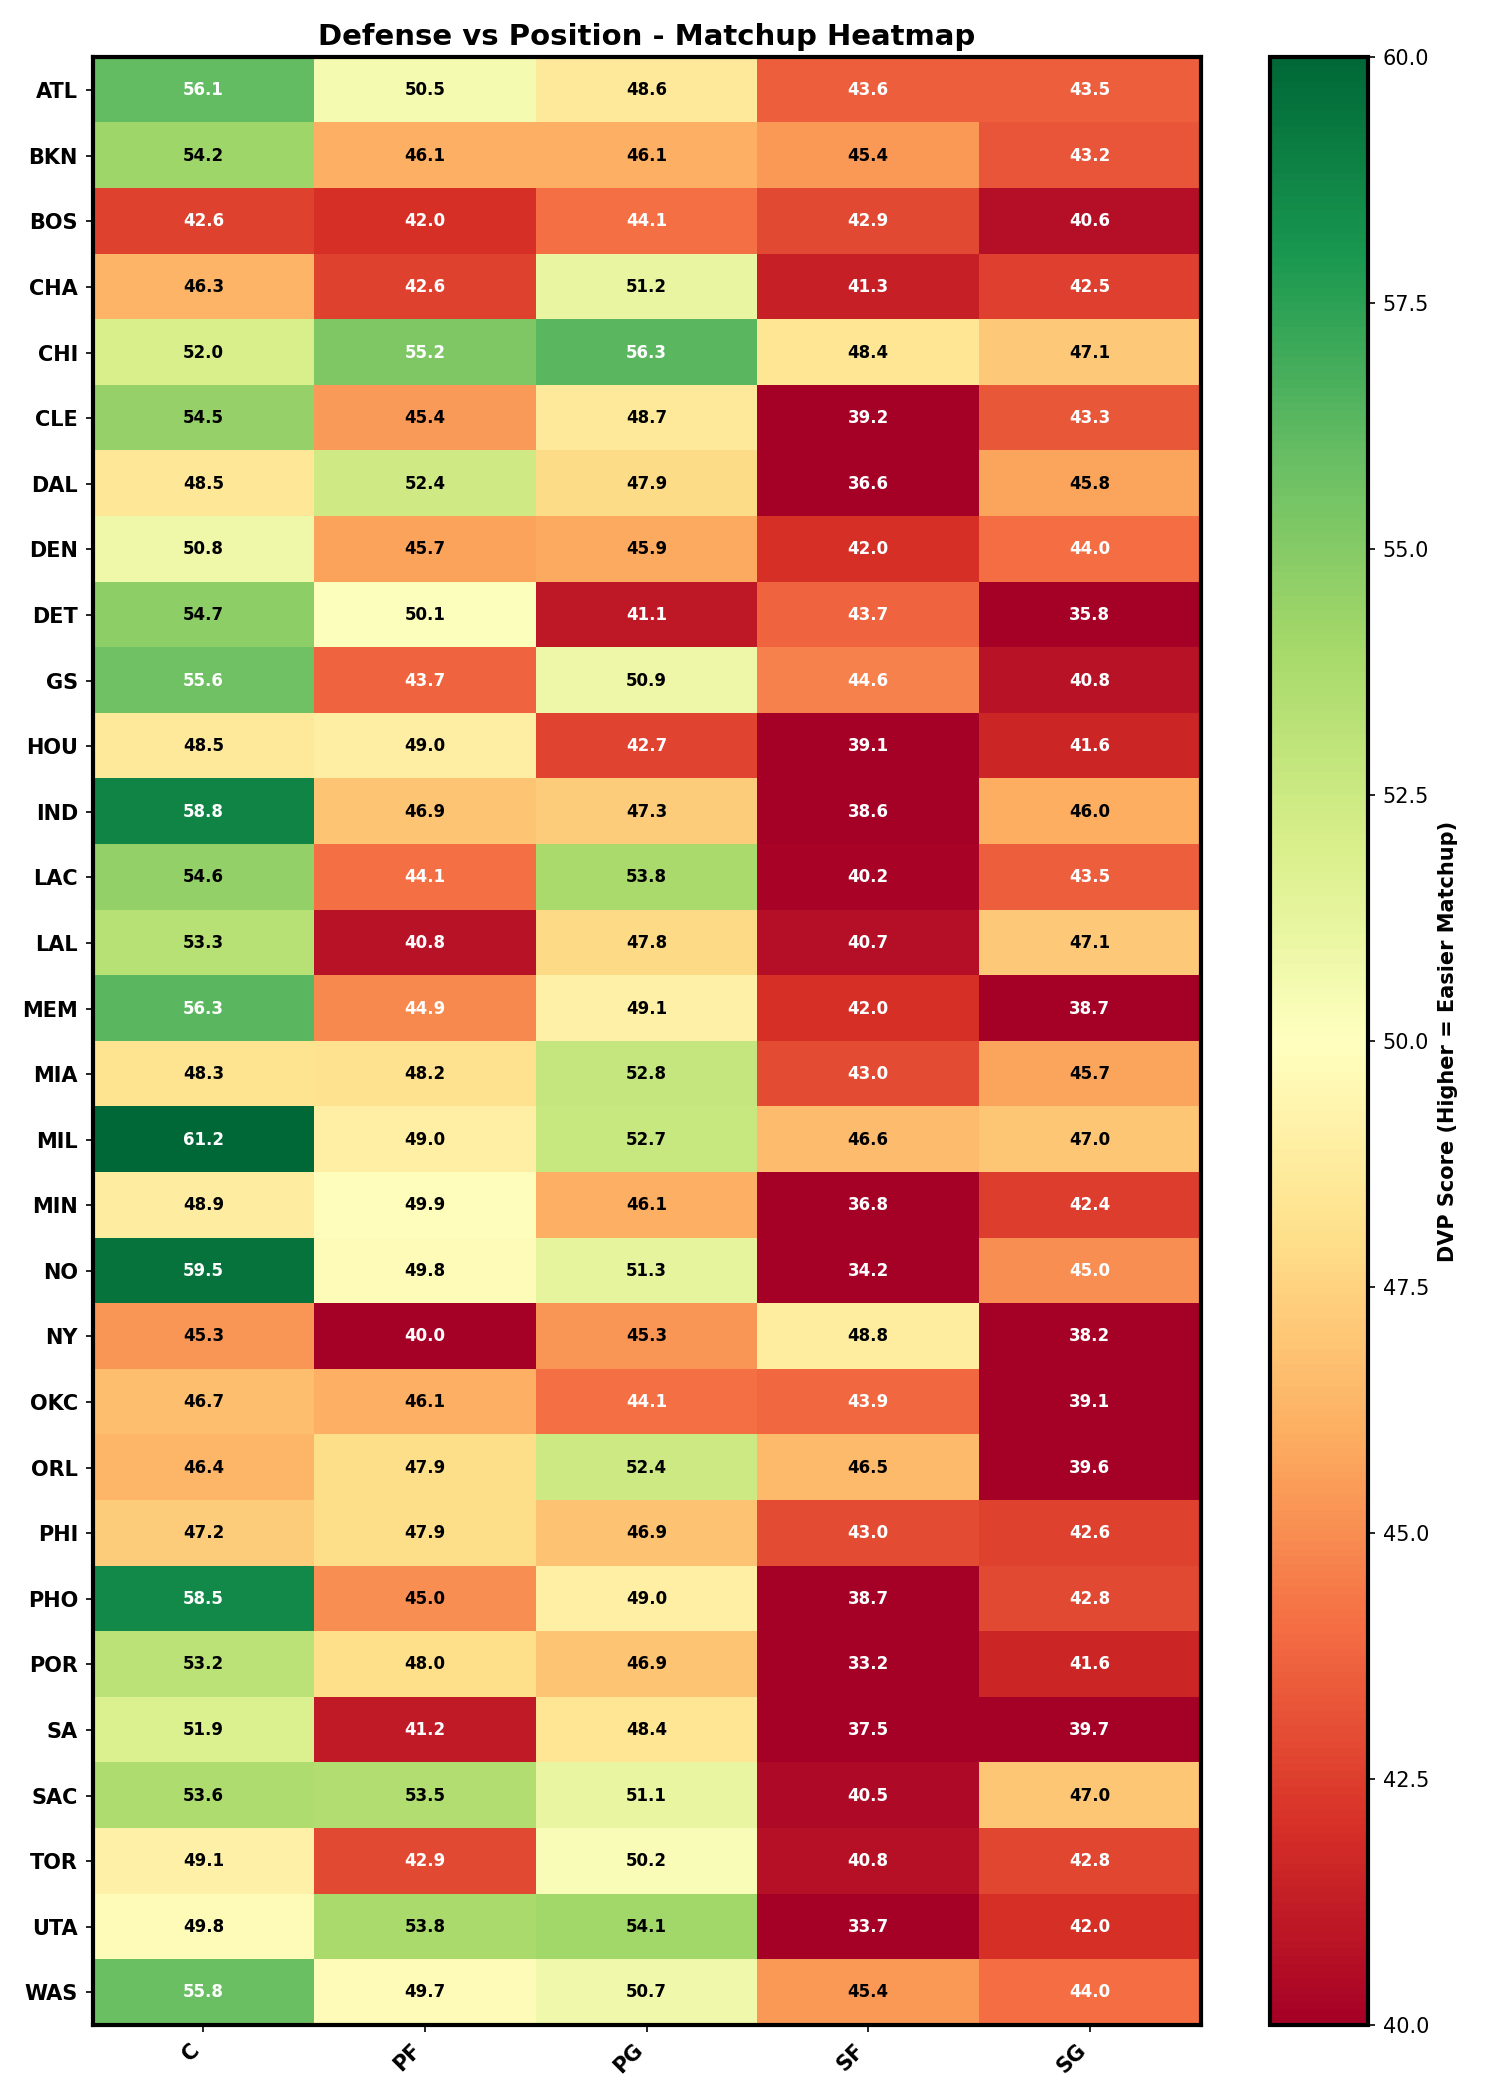 Defense vs Position - Matchup Heatmap
ATL 56.1 50.5 48.6 43.6 43.5
BKN 54.2 46.1 46.1 45.4 43.2
BOS 42.6 42.0 44.1 42.9 40.6
CHA 46.3 42.6 51.2 41.3 42.5
CHI 52.0 55.2 56.3 48.4 47.1
CLE 54.5 45.4 48.7 39.2 43.3
DAL 48.5 52.4 47.9 36.6 45.8
DEN 50.8 45.7 45.9 42.0 44.0
DET 54.7 50.1 41.1 43.7 35.8
GS 55.6 43.7 50.9 44.6 40.8
HOU 48.5 49.0 42.7 39.1 41.6
IND 58.8 46.9 47.3 38.6 46.0
LAC 54.6 44.1 53.8 40.2 43.5
LAL 53.3 40.8 47.8 40.7 47.1
MEM 56.3 44.9 49.1 42.0 38.7
MIA 48.3 48.2 52.8 43.0 45.7
MIL 61.2 49.0 52.7 46.6 47.0
MIN 48.9 49.9 46.1 36.8 42.4
NO 59.5 49.8 51.3 34.2 45.0
NY 45.3 40.0 45.3 48.8 38.2
OKC 46.7 46.1 44.1 43.9 39.1
ORL 46.4 47.9 52.4 46.5 39.6
PHI 47.2 47.9 46.9 43.0 42.6
PHO 58.5 45.0 49.0 38.7 42.8
POR 53.2 48.0 46.9 33.2 41.6
SA 51.9 41.2 48.4 37.5 39.7
SAC 53.6 53.5 51.1 40.5 47.0
TOR 49.1 42.9 50.2 40.8 42.8
UTA 49.8 53.8 54.1 33.7 42.0
WAS 55.8 49.7 50.7 45.4 44.0
C PF PG SF SG
60.0
57.5
55.0
52.5
50.0
47.5
45.0
42.5
40.0
DVP Score (Higher = Easier Matchup)